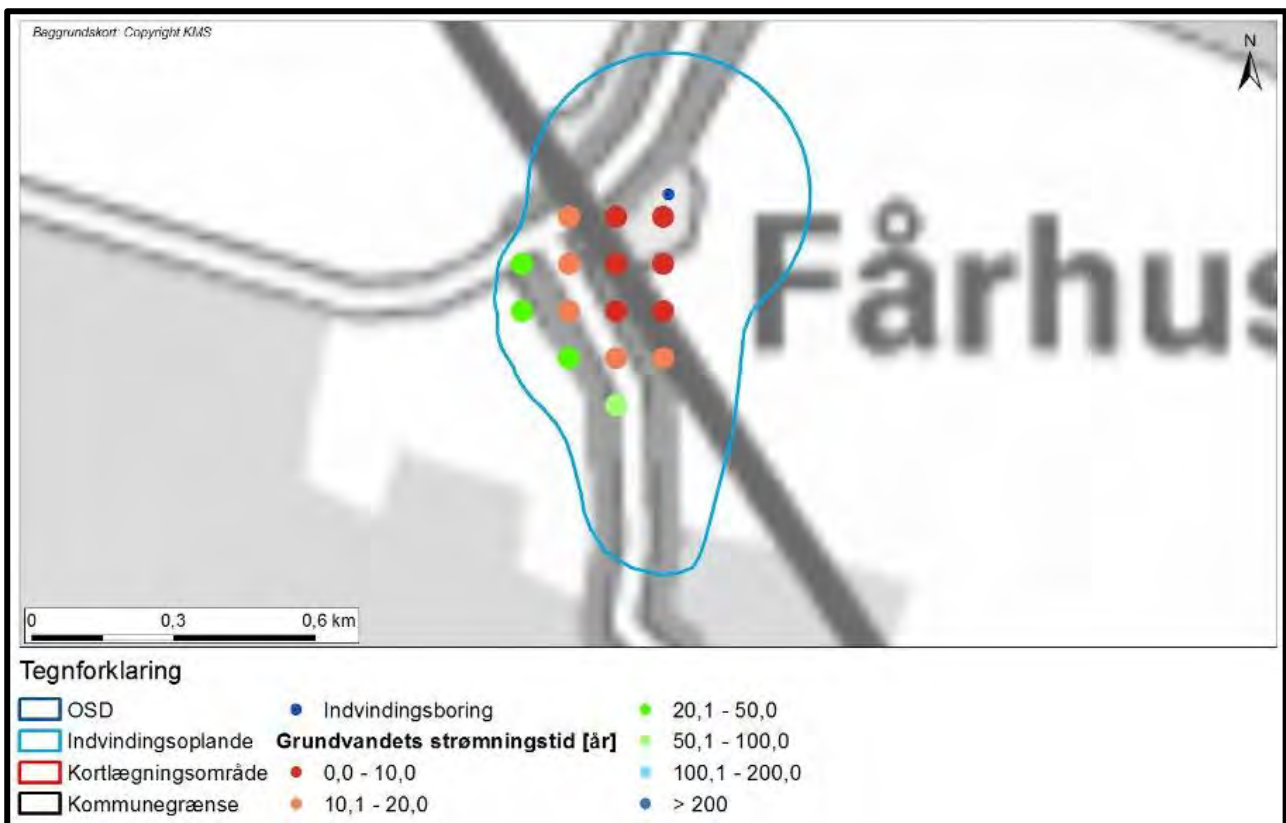 Baggrundskort: Copyright KMS
N
Fårhus
0 0,3 0,6 km
Tegnforklaring
OSD
Indvindingsoplande
Kortlægningsområde
Kommunegrænse
Indvindingsboring
Grundvandets strømningstid [år]
0,0 - 10,0
10,1 - 20,0
20,1 - 50,0
50,1 - 100,0
100,1 - 200,0
> 200